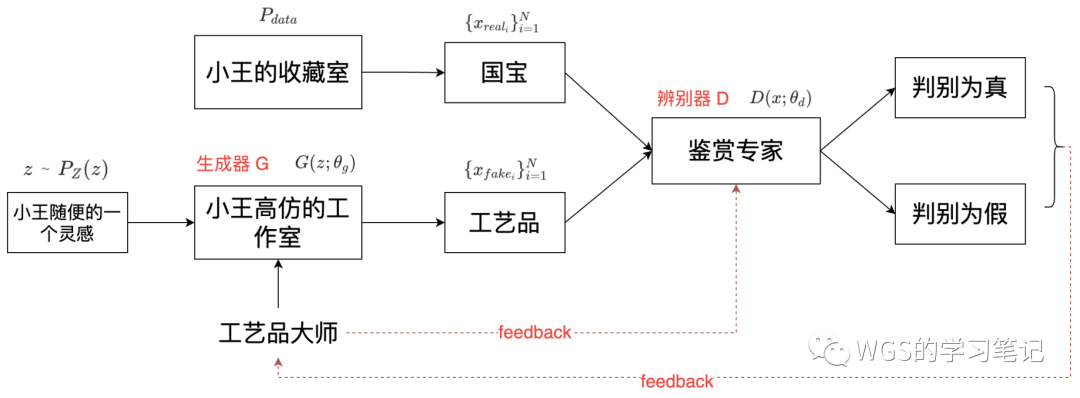 P_{data}
{x_{real_i}}_{i=1}^{N}
小王的收藏室
国宝
判别为真
辨别器 D
D(x; θ_d)
鉴赏专家
z ~ P_Z(z)
生成器 G
G(z; θ_g)
{x_{fake_i}}_{i=1}^{N}
小王随便的一
个灵感
小王高仿的工
作室
工艺品
判别为假
工艺品大师
feedback
WGS的学习笔记
feedback